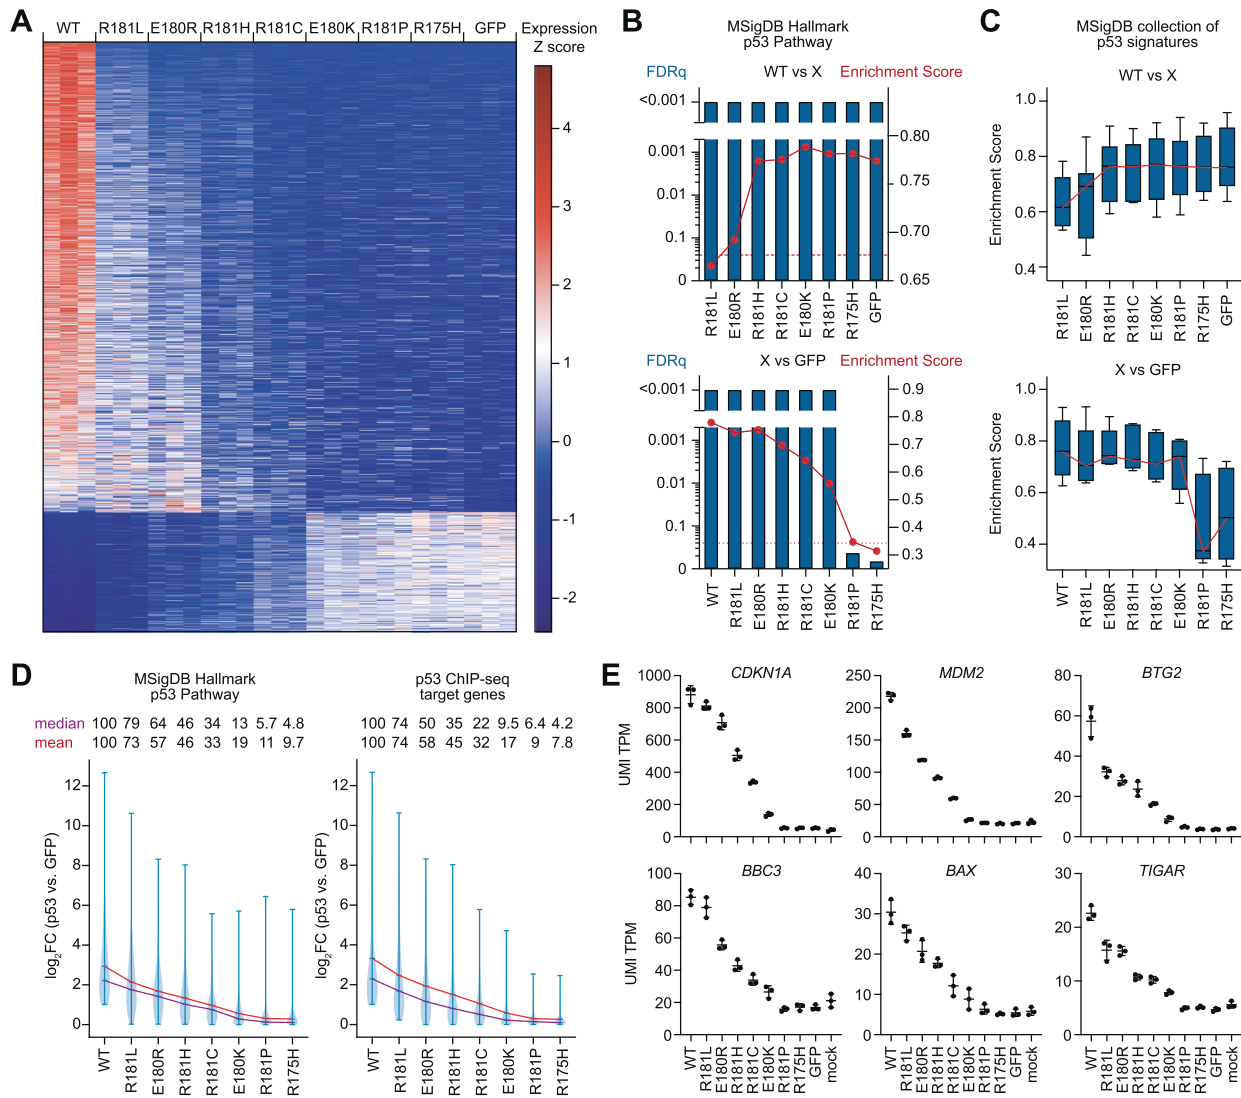 A
WT R181L E180R R181H R181C E180K R181P R175H GFP
Expression
Z score
4
3
2
1
0
-1
-2
B
MSigDB Hallmark
p53 Pathway
FDRq WT vs X Enrichment Score
<0.001
0.001
0.01
0.1
0
0.80
0.75
0.70
0.65
R181L E180R R181H R181C E180K R181P R175H GFP
FDRq X vs GFP Enrichment Score
<0.001
0.001
0.01
0.1
0
0.9
0.8
0.7
0.6
0.5
0.4
0.3
WT R181L E180R R181H R181C E180K R181P R175H
C
MSigDB collection of
p53 signatures
WT vs X
Enrichment Score
1.0
0.8
0.6
0.4
R181L E180R R181H R181C E180K R181P R175H GFP
X vs GFP
Enrichment Score
1.0
0.8
0.6
0.4
WT R181L E180R R181H R181C E180K R181P R175H
D
MSigDB Hallmark
p53 Pathway
median 100 79 64 46 34 13 5.7 4.8
mean 100 73 57 46 33 19 11 9.7
log2FC (p53 vs. GFP)
12
10
8
6
4
2
0
WT R181L E180R R181H R181C E180K R181P R175H
p53 ChIP-seq
target genes
100 74 50 35 22 9.5 6.4 4.2
100 74 58 45 32 17 9 7.8
log2FC (p53 vs. GFP)
12
10
8
6
4
2
0
WT R181L E180R R181H R181C E180K R181P R175H
E
CDKN1A
UMI TPM
1000
800
600
400
200
0
MDM2
250
200
150
100
50
0
BTG2
80
60
40
20
0
BBC3
UMI TPM
100
80
60
40
20
0
WT R181L E180R R181H R181C E180K R181P R175H GFP mock
BAX
40
30
20
10
0
WT R181L E180R R181H R181C E180K R181P R175H GFP mock
TIGAR
30
20
10
0
WT R181L E180R R181H R181C E180K R181P R175H GFP mock